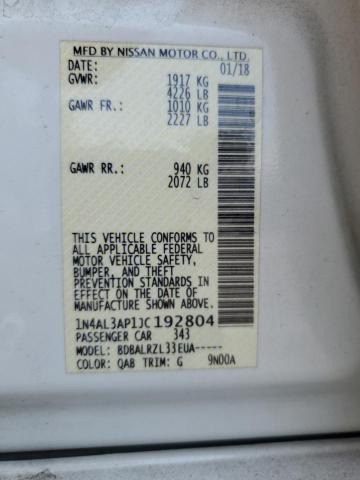 MFD BY NISSAN MOTOR CO., LTD.
DATE: 01/18
GVWR: 1917 KG
4226 LB
GAWR FR.: 1010 KG
2227 LB
GAWR RR.: 940 KG
2072 LB
THIS VEHICLE CONFORMS TO
ALL APPLICABLE FEDERAL
MOTOR VEHICLE SAFETY,
BUMPER, AND THEFT
PREVENTION STANDARDS IN
EFFECT ON THE DATE OF
MANUFACTURE SHOWN ABOVE.
1N4AL3AP1JC192804
PASSENGER CAR 343
MODEL: BDBALRZL33EUA-----
COLOR: QAB TRIM: G 9N00A